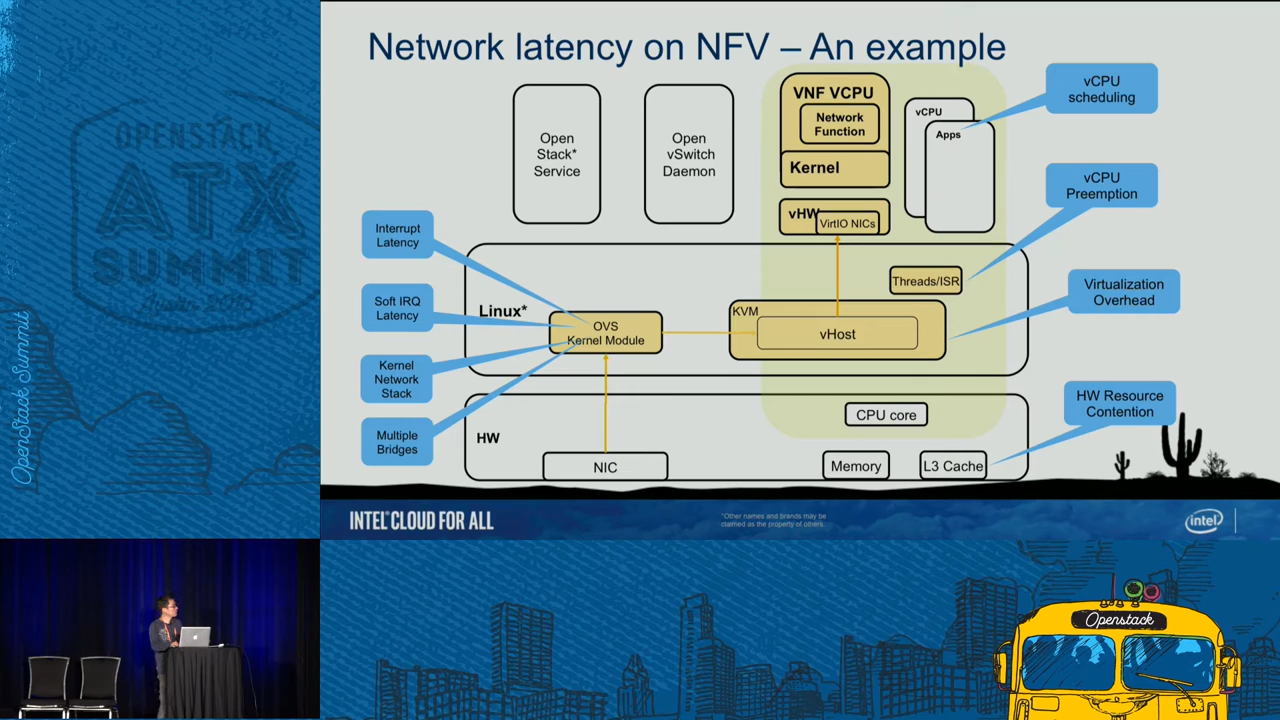 OPENSTACK
ATX
SUMMIT
Austin
OpenStack Summit
Network latency on NFV – An example
Open
Stack*
Service
Open
vSwitch
Daemon
VNF VCPU
Network
Function
Kernel
vHW
VirtIO NICs
vCPU
Apps
vCPU
scheduling
vCPU
Preemption
Virtualization
Overhead
HW Resource
Contention
Interrupt
Latency
Soft IRQ
Latency
Kernel
Network
Stack
Multiple
Bridges
Linux*
OVS
Kernel Module
KVM
vHost
Threads/ISR
HW
CPU core
NIC
Memory
L3 Cache
INTEL® CLOUD FOR ALL
*Other names and brands may be
claimed as the property of others.
intel
Openstack